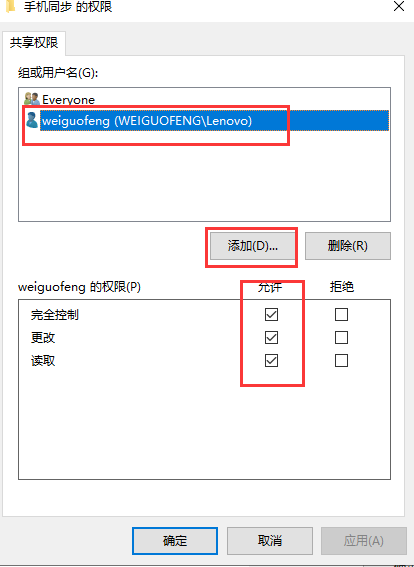 手机同步 的权限
共享权限
组或用户名(G):
Everyone
weiguofeng (WEIGUOFENG\Lenovo)
添加(D)... 删除(R)
weiguofeng 的权限(P) 允许 拒绝
完全控制
更改
读取
确定 取消 应用(A)